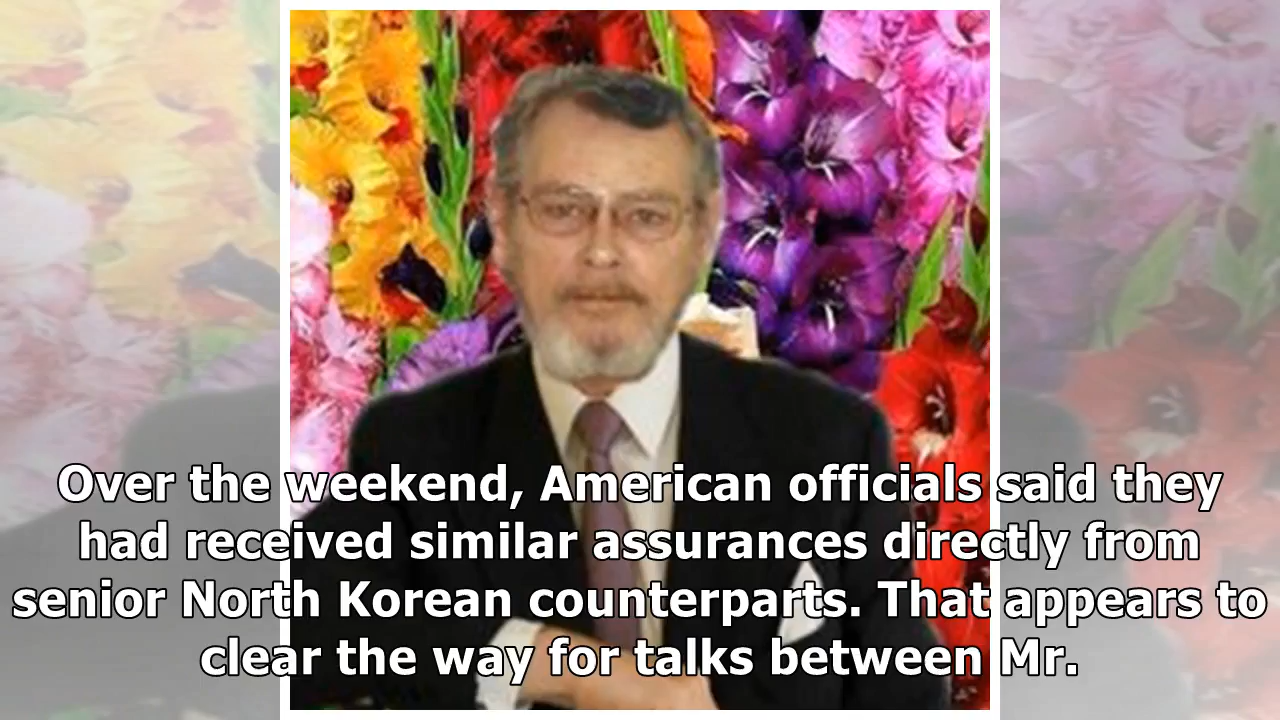 Over the weekend, American officials said they
had received similar assurances directly from
senior North Korean counterparts. That appears to
clear the way for talks between Mr.